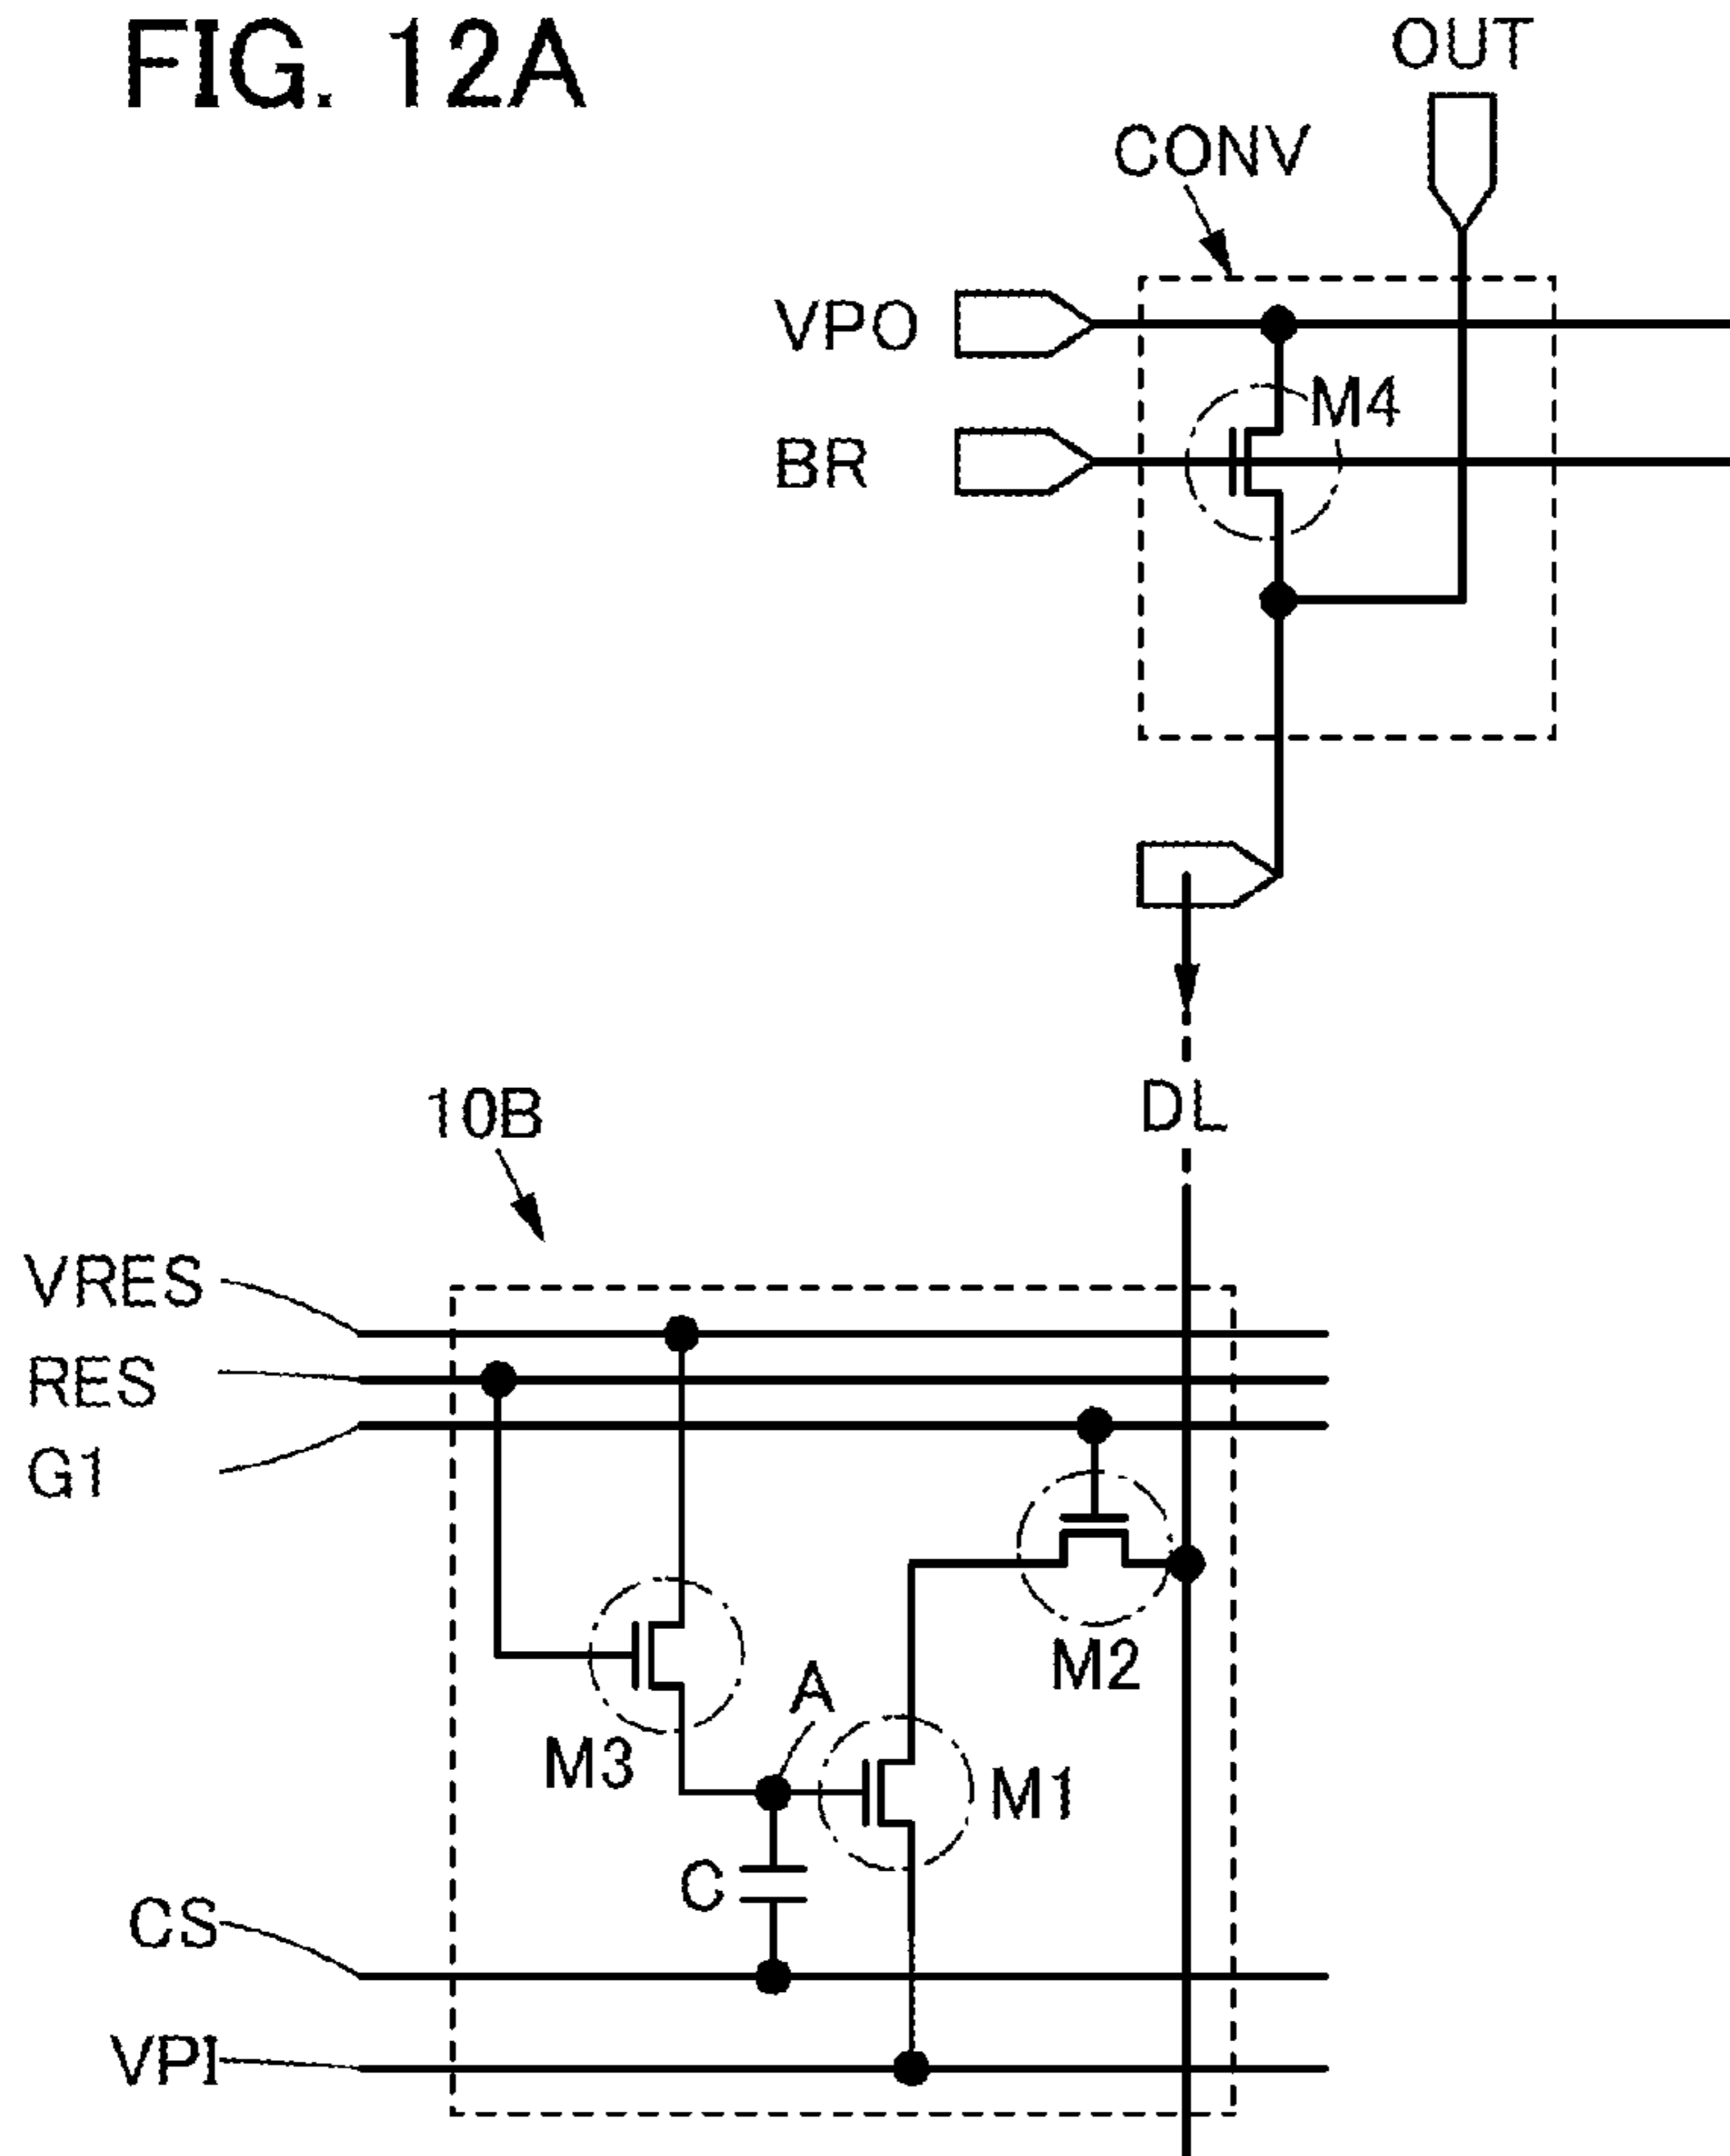 FIG. 12A
OUT
CONV
VPO
M4
BR
DL
10B
VRES
RES
G1
M2
A
M3
M1
C
CS
VPI